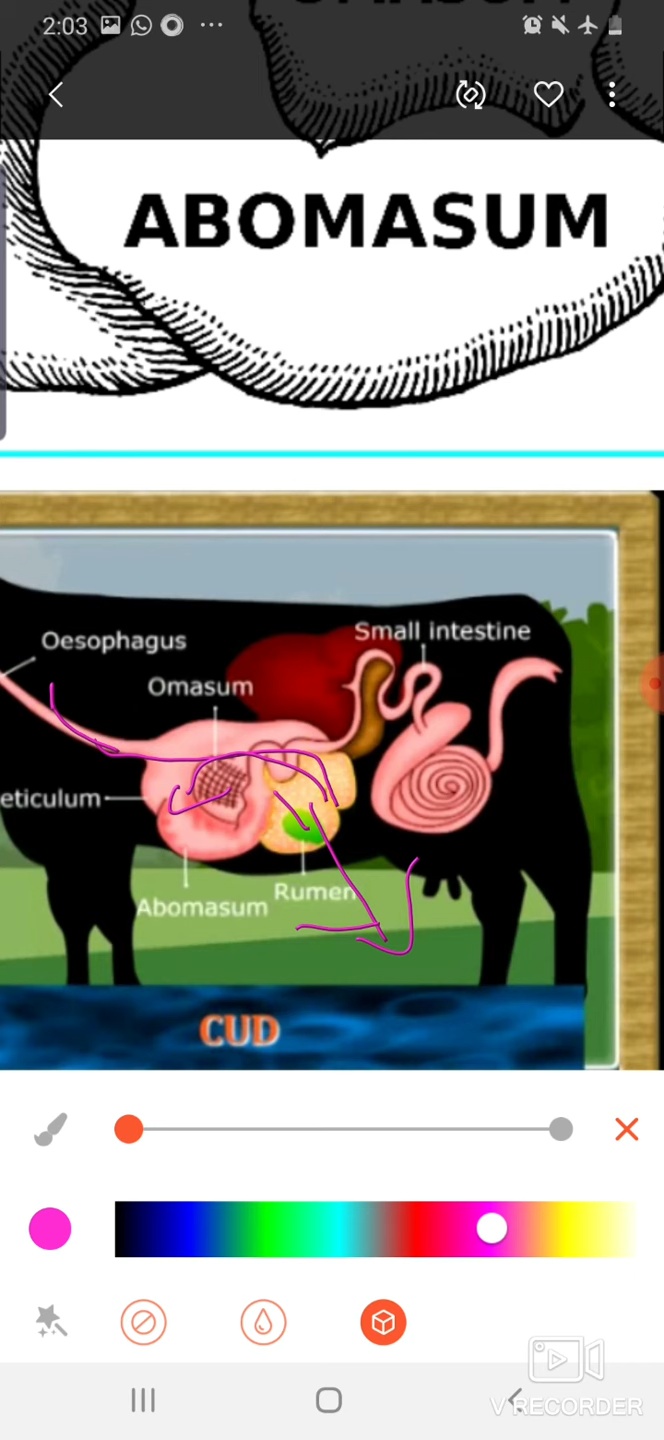 2:03
ABOMASUM
Oesophagus
Small intestine
Omasum
eticulum
Abomasum
Rumen
CUD
V RECORDER